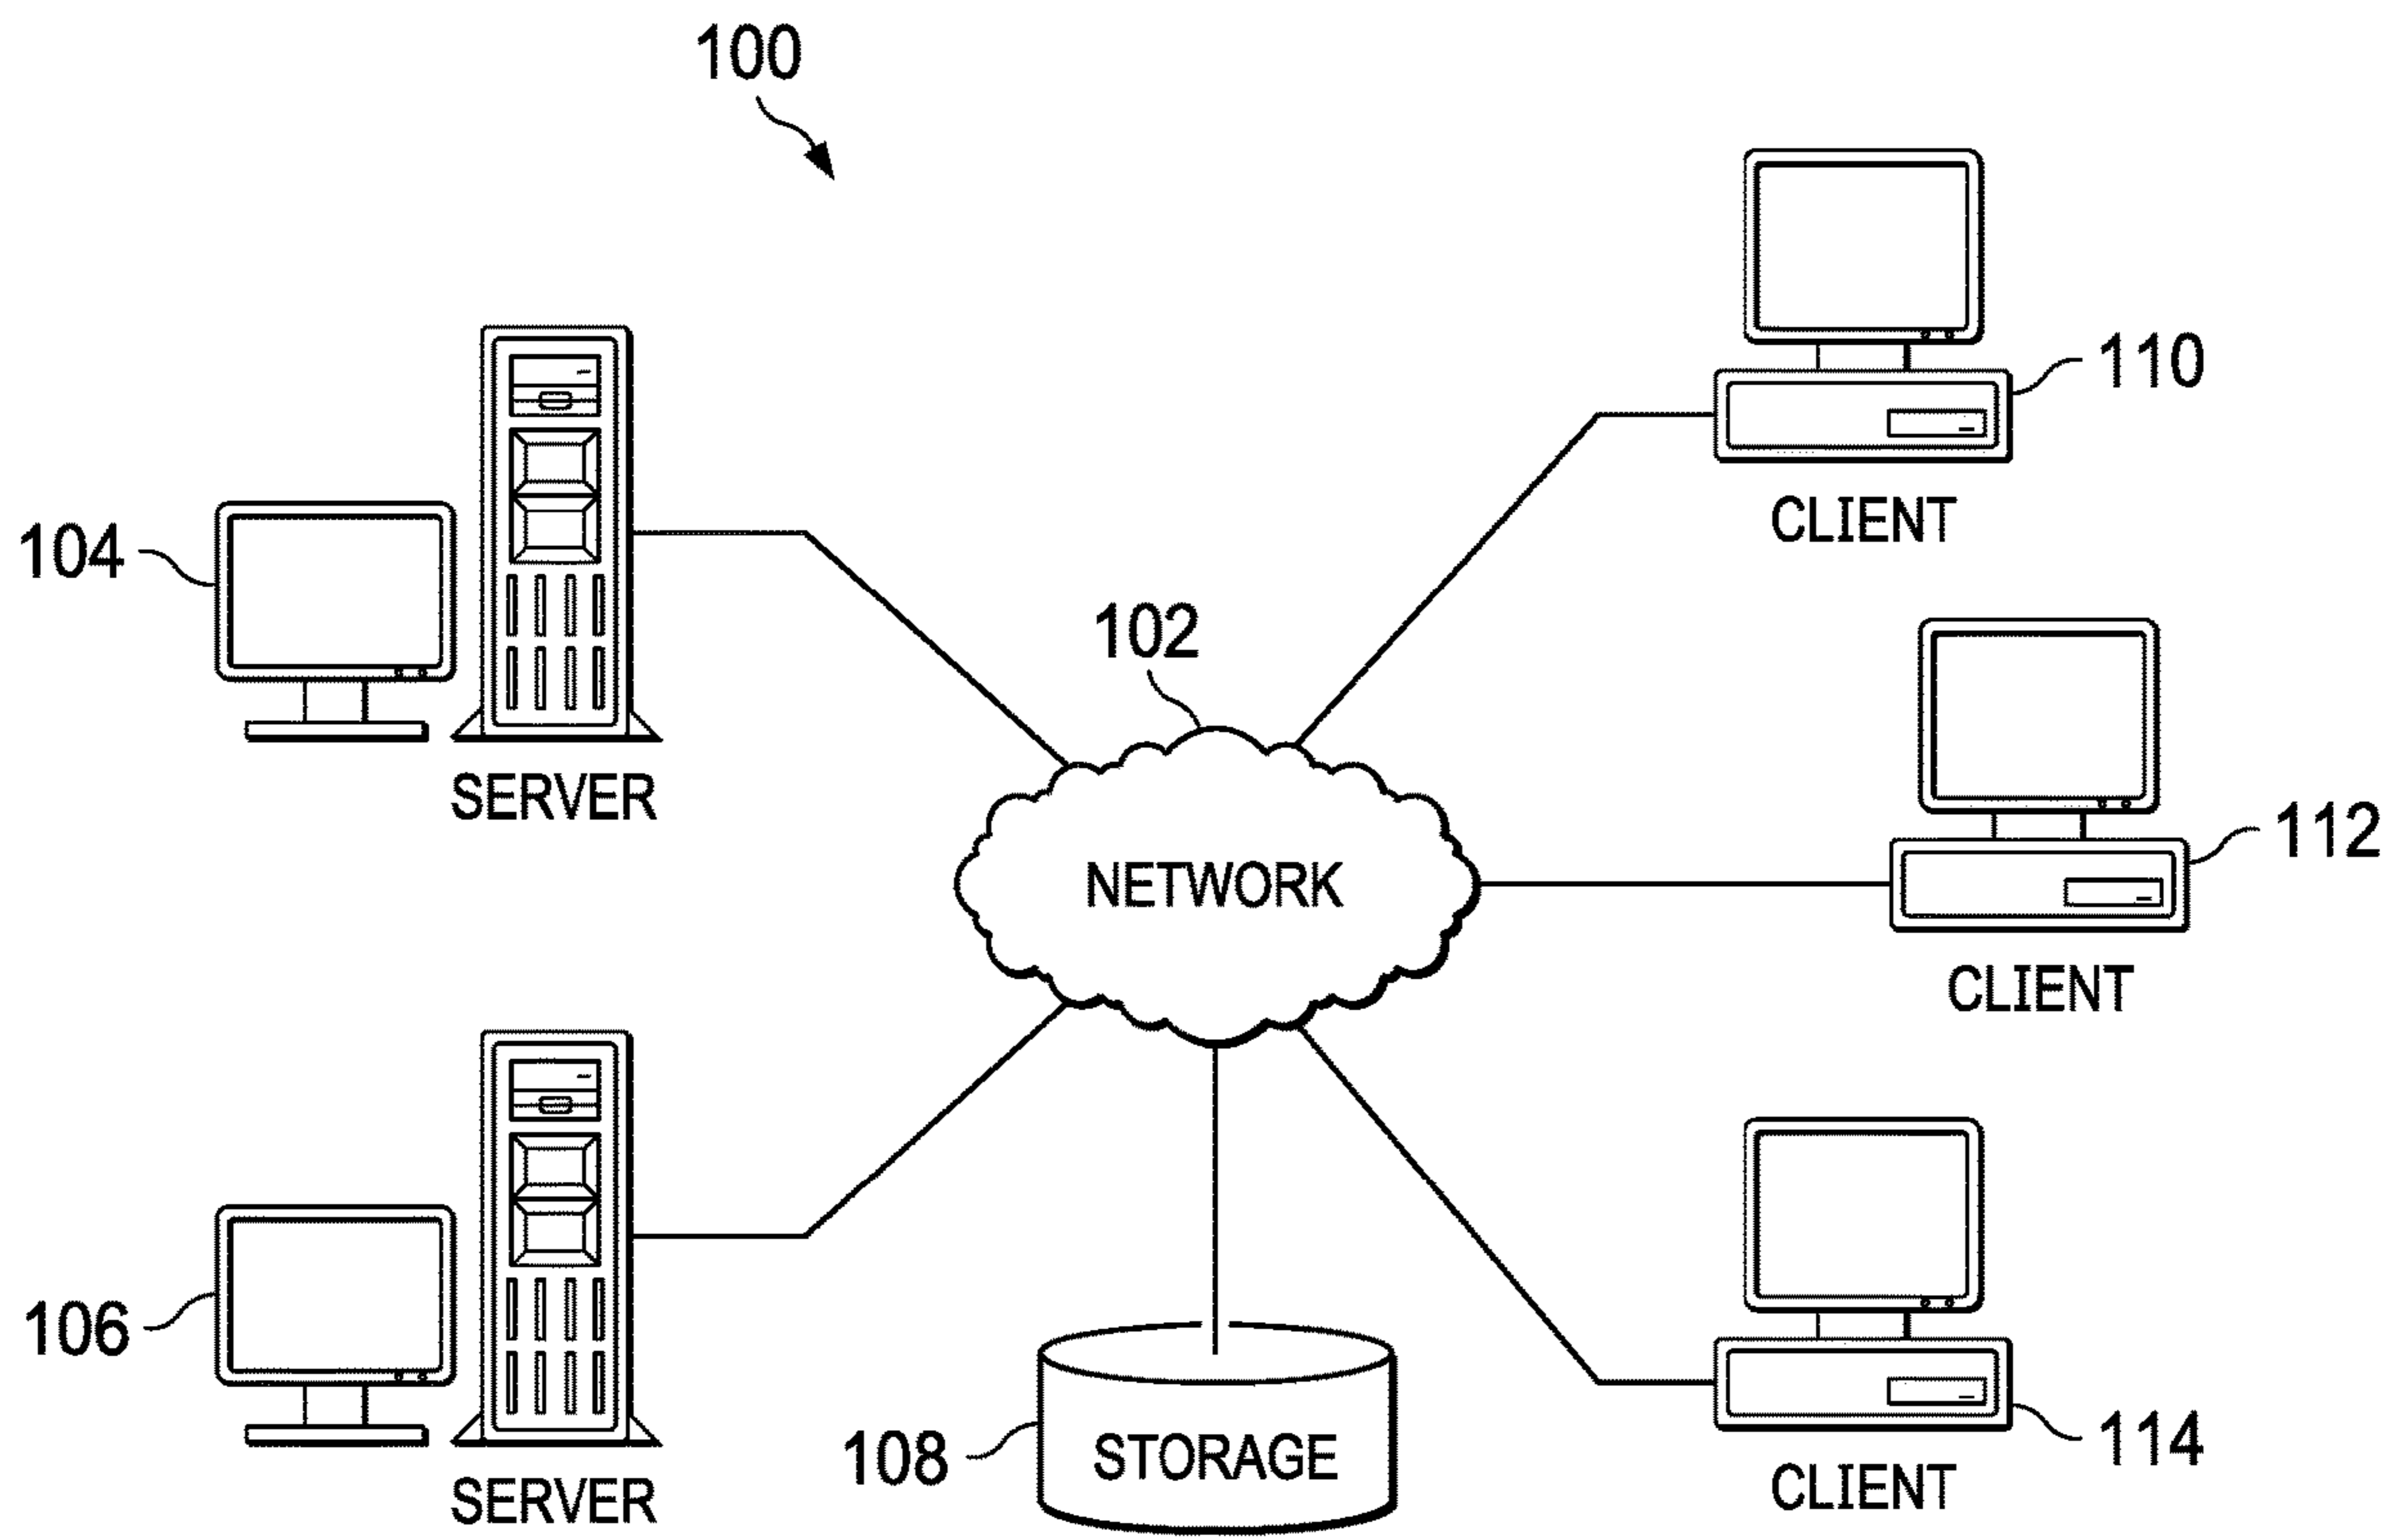 100
110
CLIENT
104
SERVER
102
NETWORK
112
CLIENT
106
SERVER
108
STORAGE
114
CLIENT